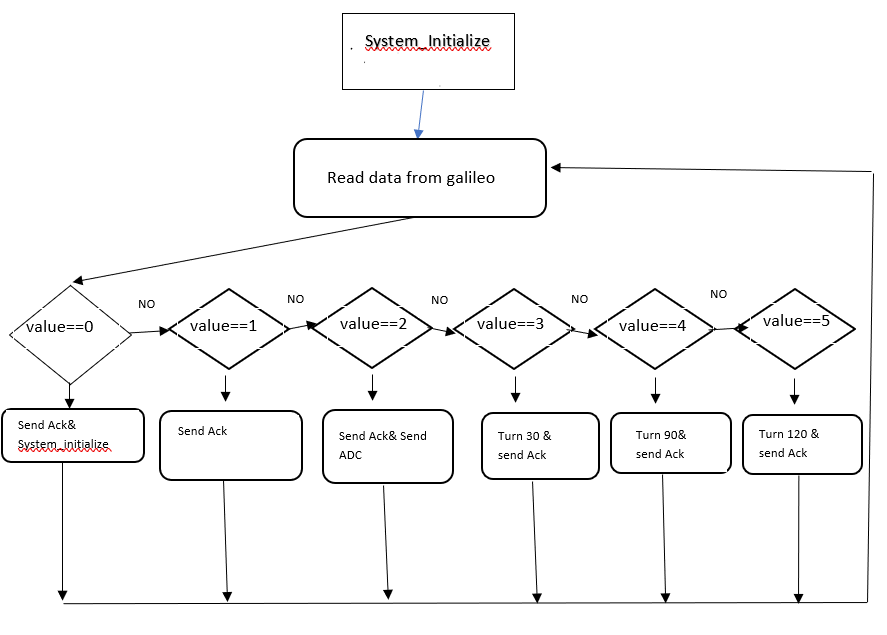 System_Initialize
Read data from galileo
NO
NO
NO
NO
NO
value==0
value==1
value==2
value==3
value==4
value==5
Send Ack&
System_initialize
Send Ack
Send Ack& Send
ADC
Turn 30 &
send Ack
Turn 90&
send Ack
Turn 120 &
send Ack